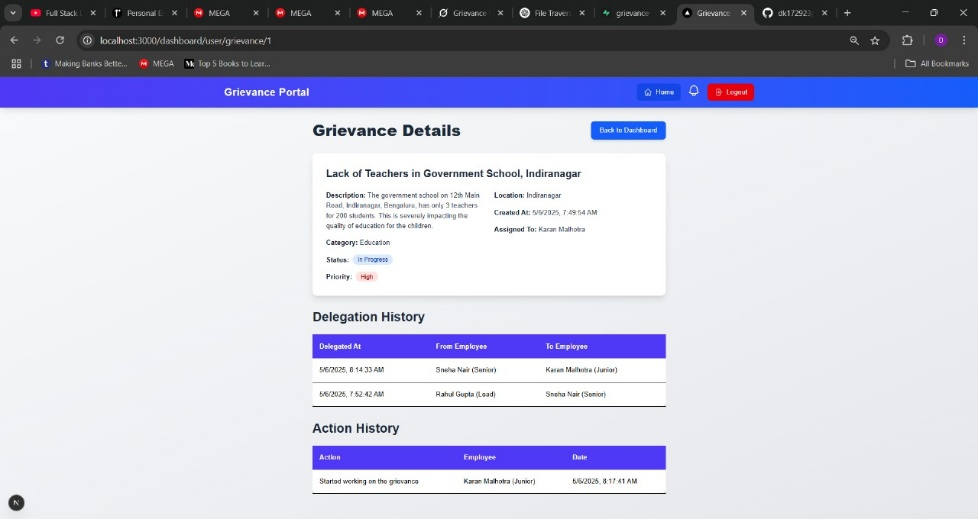 Full Stack
Personal E
MEGA
MEGA
MEGA
Grievance
File Travers
grievance
Grievance
dk172923
localhost:3000/dashboard/user/grievance/1
D
Making Banks Bette...
MEGA
Top 5 Books to Lear...
All Bookmarks
Grievance Portal
Home
Logout
Grievance Details
Back to Dashboard
Lack of Teachers in Government School, Indiranagar
Description: The government school on 12th Main
Road, Indiranagar, Bengaluru, has only 3 teachers
for 200 students. This is severely impacting the
quality of education for the children.
Category: Education
Status: In Progress
Priority: High
Location: Indiranagar
Created At: 5/6/2025, 7:49:54 AM
Assigned To: Karan Malhotra
Delegation History
Delegated At From Employee To Employee
5/6/2025, 8:14:33 AM Sneha Nair (Senior) Karan Malhotra (Junior)
5/6/2025, 7:52:42 AM Rahul Gupta (Lead) Sneha Nair (Senior)
Action History
Action Employee Date
Started working on the grievance Karan Malhotra (Junior) 5/6/2025, 8:17:41 AM
N